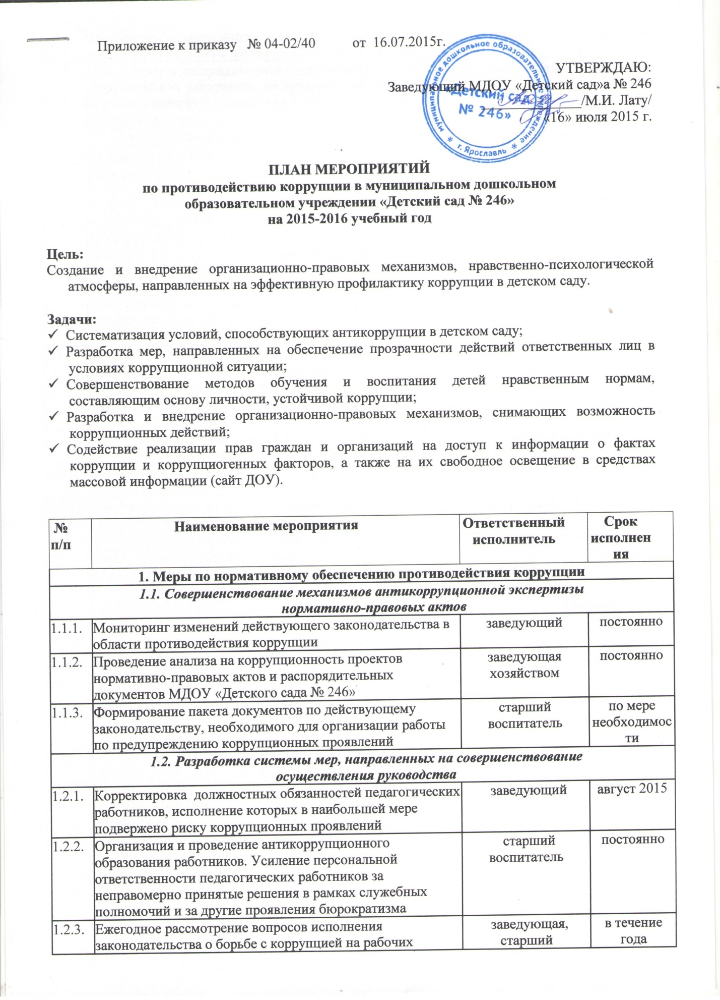 Приложение к приказу № 04-02/40 от 16.07.2015г.
УТВЕРЖДАЮ:
Заведующий МДОУ «Детский сад»а № 246
/М.И. Лату/
«16» июля 2015 г.
муниципальное дошкольное образовательное учреждение
«Детский сад
№ 246»
* г. Ярославль *
ПЛАН МЕРОПРИЯТИЙ
по противодействию коррупции в муниципальном дошкольном
образовательном учреждении «Детский сад № 246»
на 2015-2016 учебный год
Цель:
Создание и внедрение организационно-правовых механизмов, нравственно-психологической
атмосферы, направленных на эффективную профилактику коррупции в детском саду.
Задачи:
✓ Систематизация условий, способствующих антикоррупции в детском саду;
✓ Разработка мер, направленных на обеспечение прозрачности действий ответственных лиц в
условиях коррупционной ситуации;
✓ Совершенствование методов обучения и воспитания детей нравственным нормам,
составляющим основу личности, устойчивой коррупции;
✓ Разработка и внедрение организационно-правовых механизмов, снимающих возможность
коррупционных действий;
✓ Содействие реализации прав граждан и организаций на доступ к информации о фактах
коррупции и коррупциогенных факторов, а также на их свободное освещение в средствах
массовой информации (сайт ДОУ).
№
п/п
Наименование мероприятия
Ответственный
исполнитель
Срок
исполнен
ия
1. Меры по нормативному обеспечению противодействия коррупции
1.1. Совершенствование механизмов антикоррупционной экспертизы
нормативно-правовых актов
1.1.1.
Мониторинг изменений действующего законодательства в
области противодействия коррупции
заведующий
постоянно
1.1.2.
Проведение анализа на коррупционность проектов
нормативно-правовых актов и распорядительных
документов МДОУ «Детского сада № 246»
заведующая
хозяйством
постоянно
1.1.3.
Формирование пакета документов по действующему
законодательству, необходимого для организации работы
по предупреждению коррупционных проявлений
старший
воспитатель
по мере
необходимос
ти
1.2. Разработка системы мер, направленных на совершенствование
осуществления руководства
1.2.1.
Корректировка должностных обязанностей педагогических
работников, исполнение которых в наибольшей мере
подвержено риску коррупционных проявлений
заведующий
август 2015
1.2.2.
Организация и проведение антикоррупционного
образования работников. Усиление персональной
ответственности педагогических работников за
неправомерно принятые решения в рамках служебных
полномочий и за другие проявления бюрократизма
старший
воспитатель
постоянно
1.2.3.
Ежегодное рассмотрение вопросов исполнения
законодательства о борьбе с коррупцией на рабочих
заведующая,
старший
в течение
года